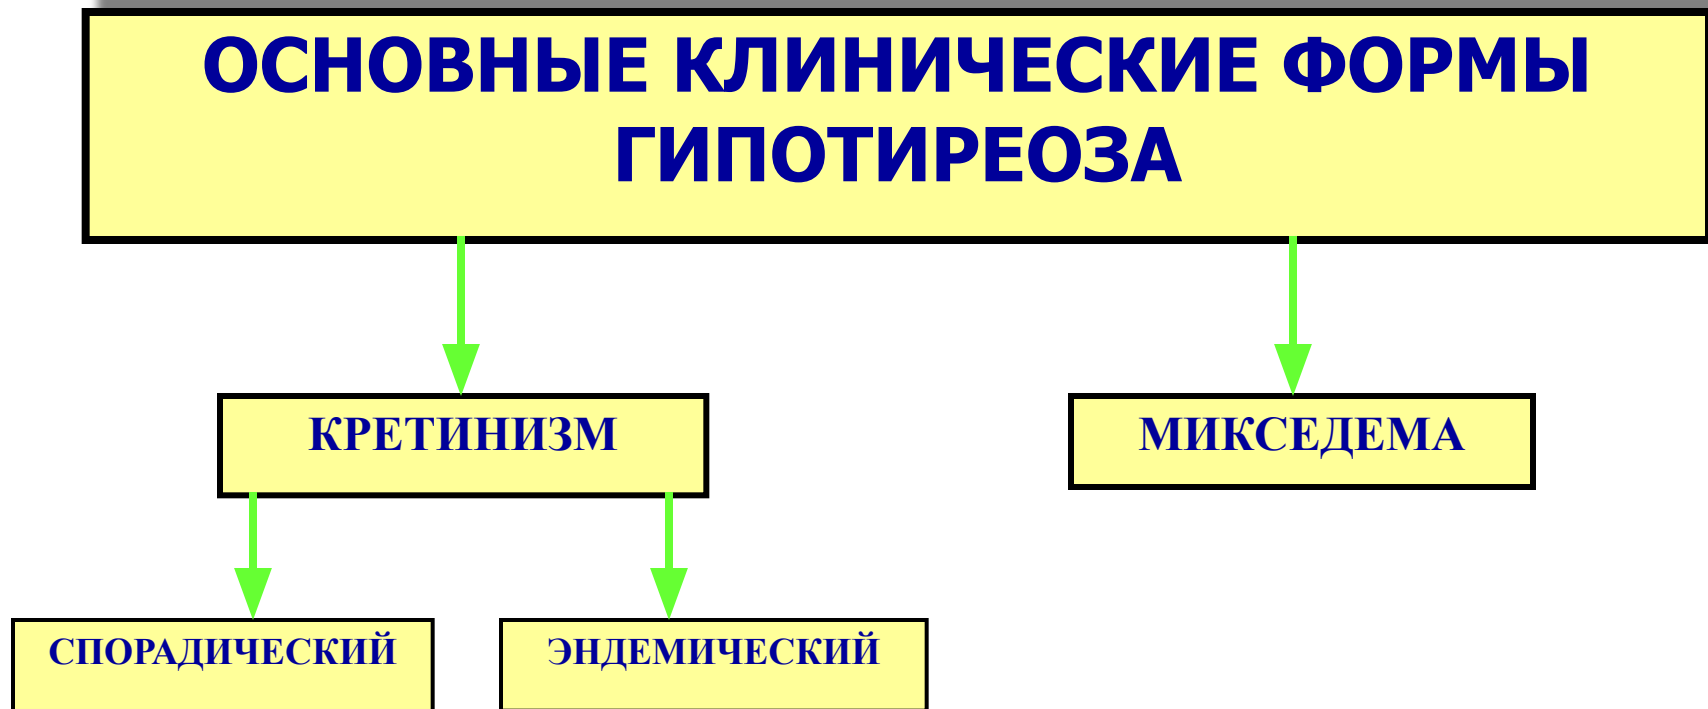 ОСНОВНЫЕ КЛИНИЧЕСКИЕ ФОРМЫ
ГИПОТИРЕОЗА
КРЕТИНИЗМ
МИКСЕДЕМА
СПОРАДИЧЕСКИЙ
ЭНДЕМИЧЕСКИЙ